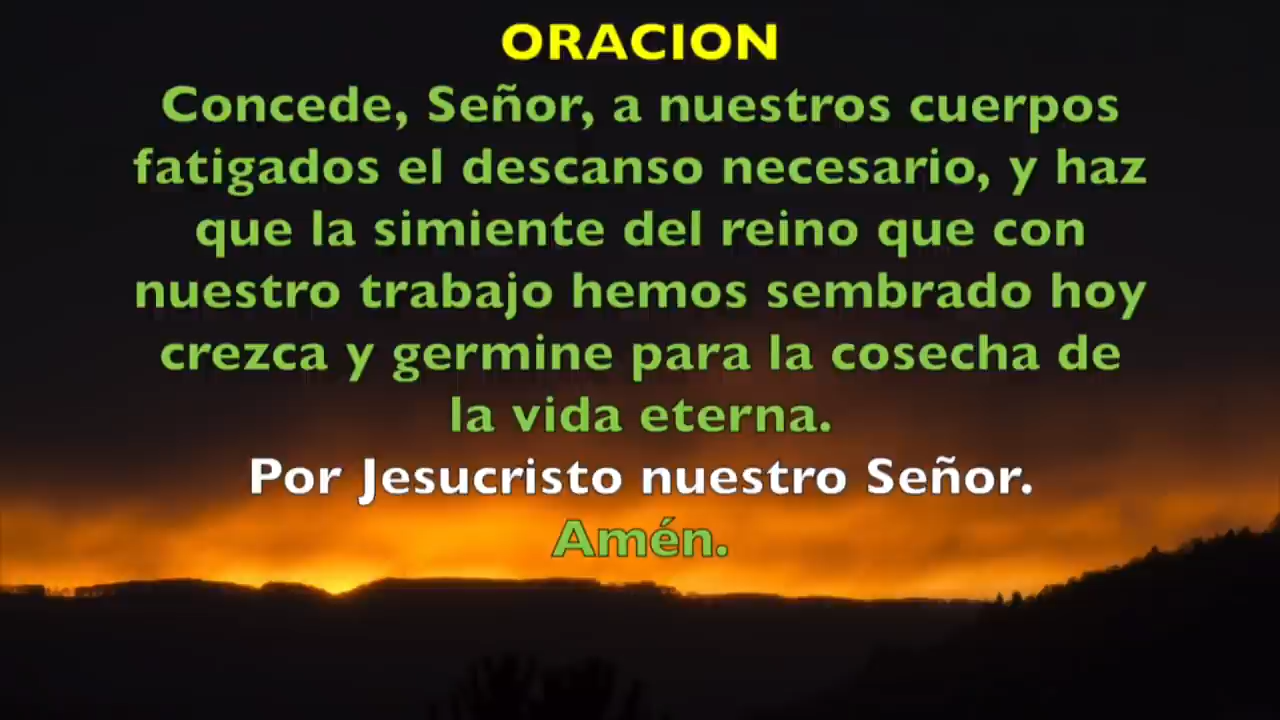 ORACION
Concede, Señor, a nuestros cuerpos
fatigados el descanso necesario, y haz
que la simiente del reino que con
nuestro trabajo hemos sembrado hoy
crezca y germine para la cosecha de
la vida eterna.
Por Jesucristo nuestro Señor.
Amén.